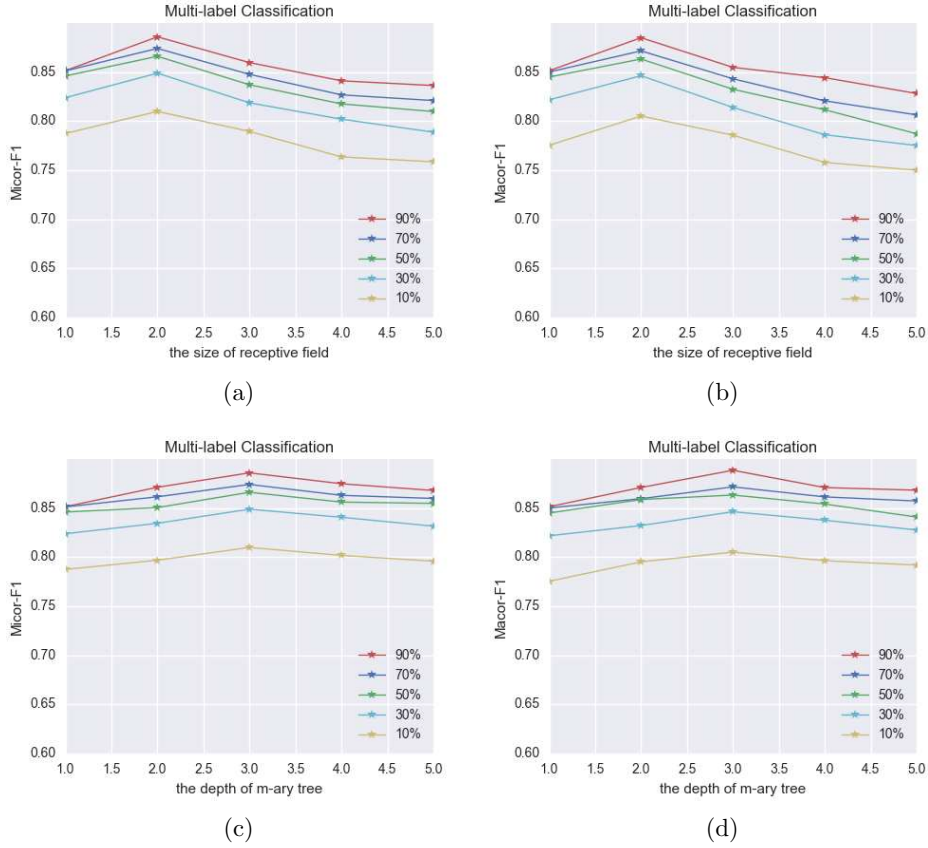 Multi-label Classification
Micor-F1
0.85
0.80
0.75
0.70
0.65
0.60
90%
70%
50%
30%
10%
1.0 1.5 2.0 2.5 3.0 3.5 4.0 4.5 5.0
the size of receptive field
(a)
Multi-label Classification
Macor-F1
0.85
0.80
0.75
0.70
0.65
0.60
90%
70%
50%
30%
10%
1.0 1.5 2.0 2.5 3.0 3.5 4.0 4.5 5.0
the size of receptive field
(b)
Multi-label Classification
Micor-F1
0.85
0.80
0.75
0.70
0.65
0.60
90%
70%
50%
30%
10%
1.0 1.5 2.0 2.5 3.0 3.5 4.0 4.5 5.0
the depth of m-ary tree
(c)
Multi-label Classification
Macor-F1
0.85
0.80
0.75
0.70
0.65
0.60
90%
70%
50%
30%
10%
1.0 1.5 2.0 2.5 3.0 3.5 4.0 4.5 5.0
the depth of m-ary tree
(d)